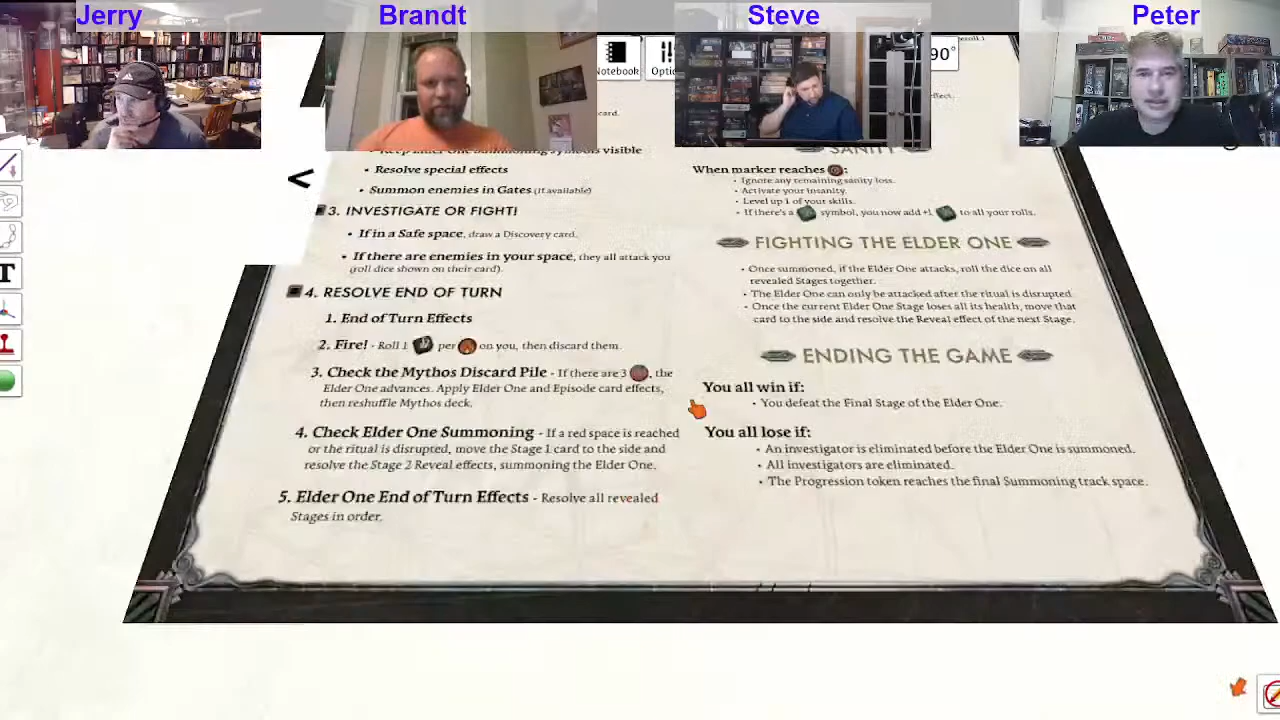 Jerry
Brandt
Steve
Peter
Notebook
90°
card.
effect.
<
T
Keep Elder One Summoning symbols visible
• Resolve special effects
• Summon enemies in Gates (if available)
3. INVESTIGATE OR FIGHT!
• If in a Safe space, draw a Discovery card.
• If there are enemies in your space, they all attack you
(roll dice shown on their card).
4. RESOLVE END OF TURN
1. End of Turn Effects
2. Fire! - Roll 1 per on you, then discard them.
3. Check the Mythos Discard Pile - If there are 3 , the
Elder One advances. Apply Elder One and Episode card effects,
then reshuffle Mythos deck.
4. Check Elder One Summoning - If a red space is reached
or the ritual is disrupted, move the Stage 1 card to the side and
resolve the Stage 2 Reveal effects, summoning the Elder One.
5. Elder One End of Turn Effects - Resolve all revealed
Stages in order.
SANITY
When marker reaches :
• Ignore any remaining sanity loss.
• Activate your insanity.
• Level up 1 of your skills.
• If there's a symbol, you now add +1 to all your rolls.
FIGHTING THE ELDER ONE
• Once summoned, if the Elder One attacks, roll the dice on all
revealed Stages together.
• The Elder One can only be attacked after the ritual is disrupted.
• Once the current Elder One Stage loses all its health, move that
card to the side and resolve the Reveal effect of the next Stage.
ENDING THE GAME
You all win if:
• You defeat the Final Stage of the Elder One.
You all lose if:
• An investigator is eliminated before the Elder One is summoned.
• All investigators are eliminated.
• The Progression token reaches the final Summoning track space.